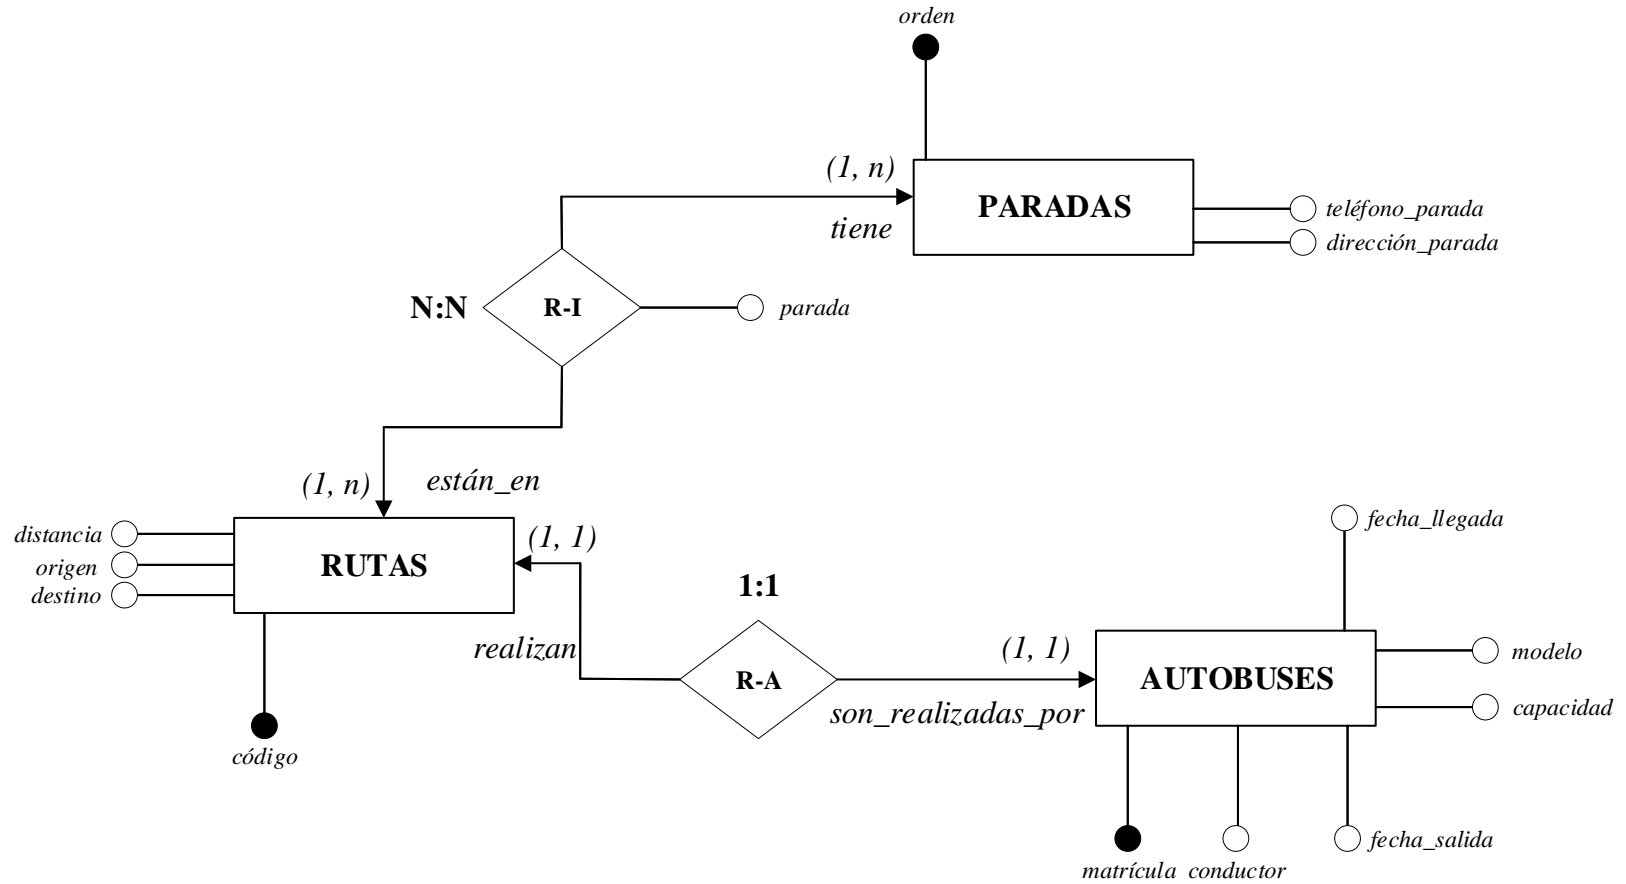 orden
(1, n)
PARADAS
teléfono_parada
tiene
dirección_parada
N:N
R-I
parada
(1, n)
están_en
distancia
origen
destino
RUTAS
(1, 1)
fecha_llegada
1:1
realizan
R-A
(1, 1)
son_realizadas_por
AUTOBUSES
modelo
capacidad
código
matrícula
conductor
fecha_salida